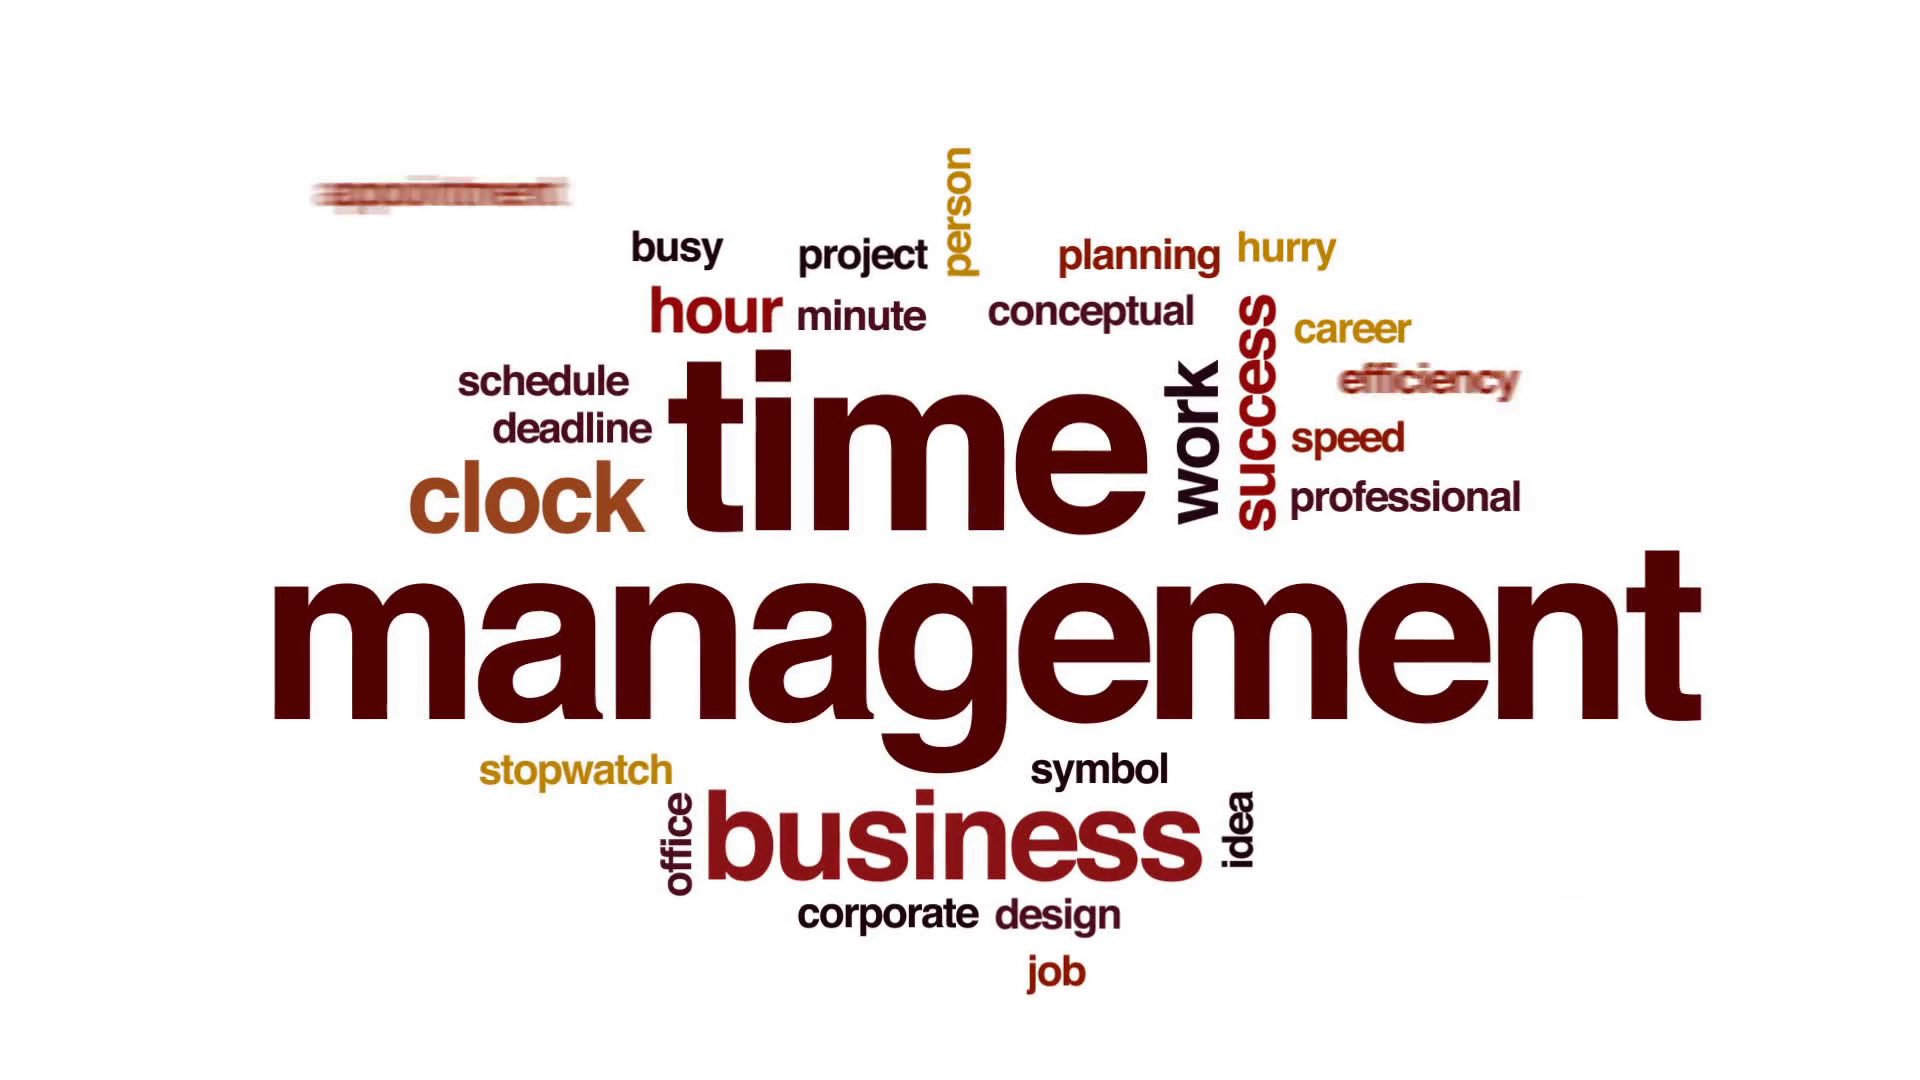 appointment
person
busy
project
planning
hurry
hour
minute
conceptual
success
career
schedule
time
work
efficiency
deadline
speed
clock
professional
management
stopwatch
symbol
office
business
idea
corporate
design
job